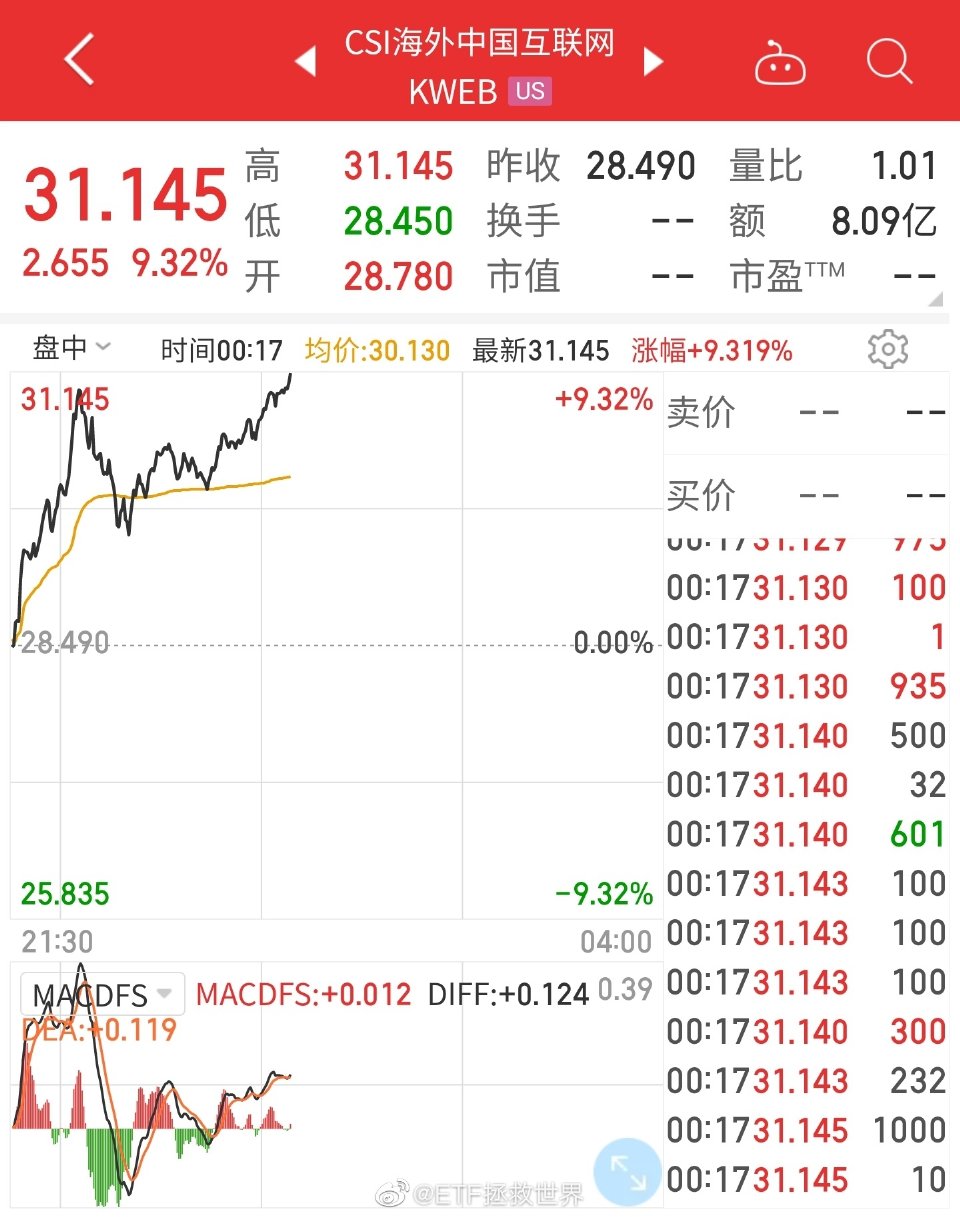 CSI海外中国互联网
KWEB US
31.145
2.655 9.32%
高 31.145 昨收 28.490 量比 1.01
低 28.450 换手 -- 额 8.09亿
开 28.780 市值 -- 市盈TTM --
盘中 时间00:17 均价:30.130 最新31.145 涨幅+9.319%
31.145 +9.32%
28.490 0.00%
25.835 -9.32%
21:30 04:00
MACDFS MACDFS:+0.012 DIFF:+0.124 0.39
DEA:+0.119
卖价 -- --
买价 -- --
00:17 31.129 975
00:17 31.130 100
00:17 31.130 1
00:17 31.130 935
00:17 31.140 500
00:17 31.140 32
00:17 31.140 601
00:17 31.143 100
00:17 31.143 100
00:17 31.143 100
00:17 31.140 300
00:17 31.143 232
00:17 31.145 1000
00:17 31.145 10
@ETF拯救世界